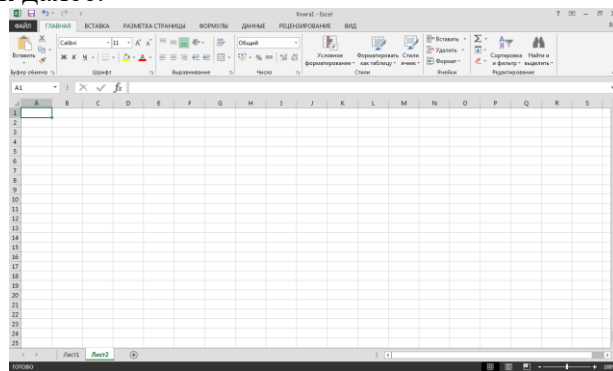 Книга1 - Excel
ФАЙЛ ГЛАВНАЯ ВСТАВКА РАЗМЕТКА СТРАНИЦЫ ФОРМУЛЫ ДАННЫЕ РЕЦЕНЗИРОВАНИЕ ВИД
Calibri 11 Общий Вставить
Вставить Ж К Ч % Условное Форматировать Стили Удалить Сортировка Найти и
форматирование как таблицу ячеек Формат и фильтр выделить
Буфер обмена Шрифт Выравнивание Число Стили Ячейки Редактирование
A1 fx
A B C D E F G H I J K L M N O P Q R S
1
2
3
4
5
6
7
8
9
10
11
12
13
14
15
16
17
18
19
20
21
22
23
24
25
Лист1 Лист2
ГОТОВО